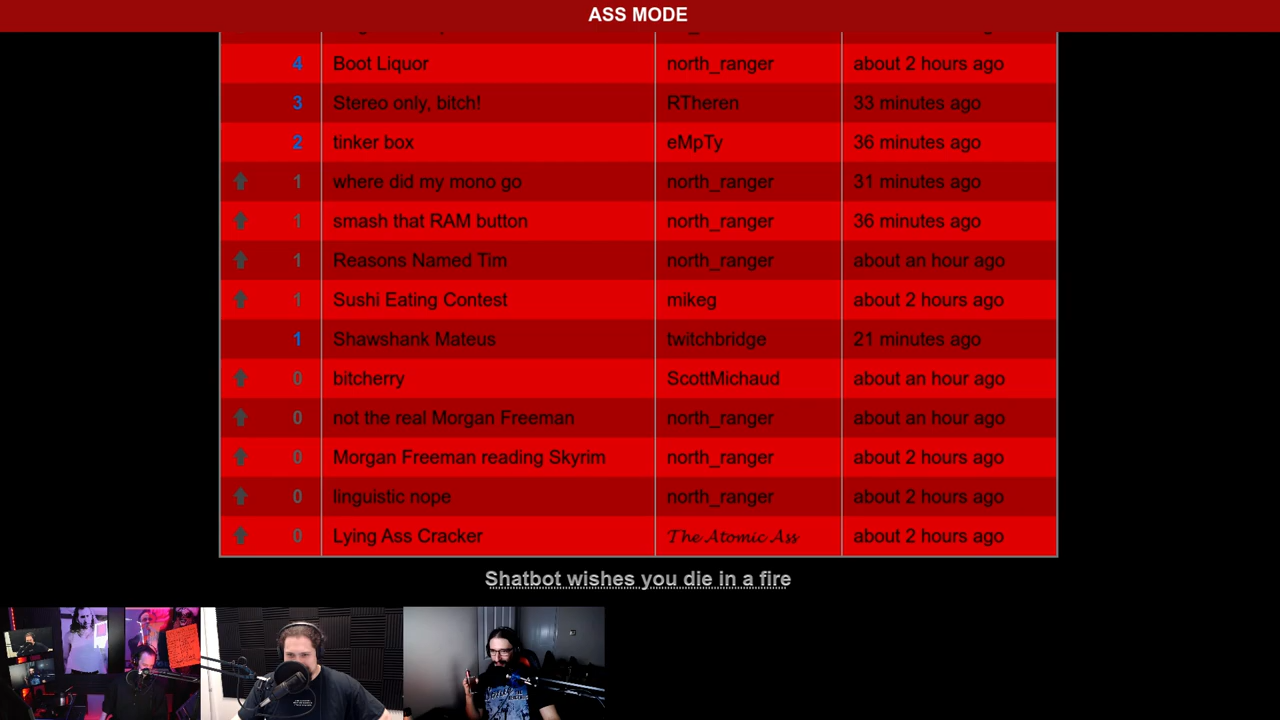 ASS MODE
4 Boot Liquor north_ranger about 2 hours ago
3 Stereo only, bitch! RTheren 33 minutes ago
2 tinker box eMpTy 36 minutes ago
1 where did my mono go north_ranger 31 minutes ago
1 smash that RAM button north_ranger 36 minutes ago
1 Reasons Named Tim north_ranger about an hour ago
1 Sushi Eating Contest mikeg about 2 hours ago
1 Shawshank Mateus twitchbridge 21 minutes ago
0 bitcherry ScottMichaud about an hour ago
0 not the real Morgan Freeman north_ranger about an hour ago
0 Morgan Freeman reading Skyrim north_ranger about 2 hours ago
0 linguistic nope north_ranger about 2 hours ago
0 Lying Ass Cracker 𝓣𝓱𝓮 𝓐𝓽𝓸𝓶𝓲𝓬 𝓐𝓼𝓼 about 2 hours ago
Shatbot wishes you die in a fire